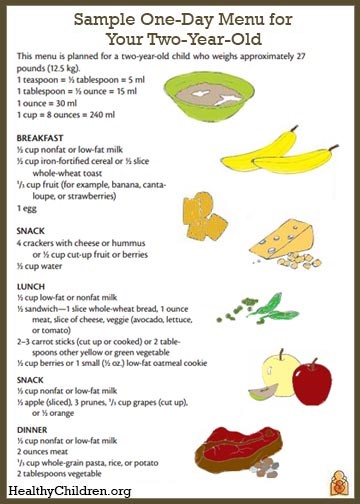 Sample One-Day Menu for
Your Two-Year-Old
This menu is planned for a two-year-old child who weighs approximately 27
pounds (12.5 kg).
1 teaspoon = ⅓ tablespoon = 5 ml
1 tablespoon = ½ ounce = 15 ml
1 ounce = 30 ml
1 cup = 8 ounces = 240 ml
BREAKFAST
½ cup nonfat or low-fat milk
½ cup iron-fortified cereal or ½ slice
whole-wheat toast
⅓ cup fruit (for example, banana, canta-
loupe, or strawberries)
1 egg
SNACK
4 crackers with cheese or hummus
or ½ cup cut-up fruit or berries
½ cup water
LUNCH
½ cup low-fat or nonfat milk
½ sandwich—1 slice whole-wheat bread, 1 ounce
meat, slice of cheese, veggie (avocado, lettuce,
or tomato)
2–3 carrot sticks (cut up or cooked) or 2 table-
spoons other yellow or green vegetable
½ cup berries or 1 small (½ oz.) low-fat oatmeal cookie
SNACK
½ cup nonfat or low-fat milk
½ apple (sliced), 3 prunes, ⅓ cup grapes (cut up),
or ½ orange
DINNER
½ cup nonfat or low-fat milk
2 ounces meat
⅓ cup whole-grain pasta, rice, or potato
2 tablespoons vegetable
HealthyChildren.org